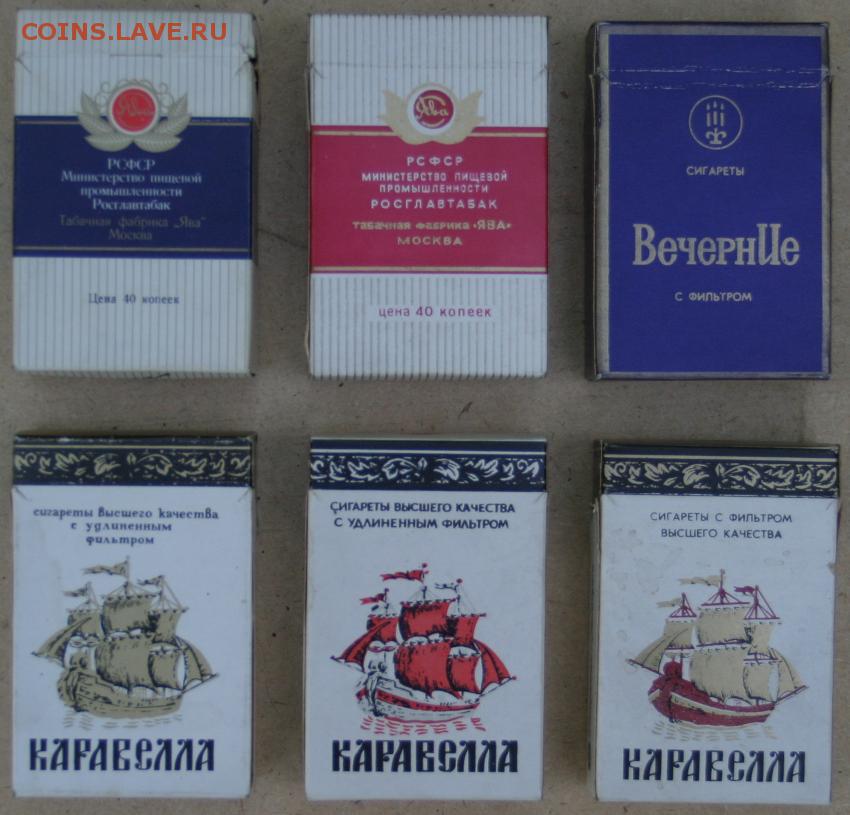 COINS.LAVE.RU
Ява
РСФСР
Министерство пищевой
промышленности
Росглавтабак
Табачная фабрика „Ява“
Москва
Цена 40 копеек
Ява
РСФСР
МИНИСТЕРСТВО ПИЩЕВОЙ
ПРОМЫШЛЕННОСТИ
РОСГЛАВТАБАК
табачная фабрика «ЯВА»
МОСКВА
цена 40 копеек
СИГАРЕТЫ
ВечернИе
С ФИЛЬТРОМ
сигареты высшего качества
с удлиненным
фильтром
КАРАВЕЛЛА
СИГАРЕТЫ ВЫСШЕГО КАЧЕСТВА
С УДЛИНЕННЫМ ФИЛЬТРОМ
КАРАВЕЛЛА
СИГАРЕТЫ С ФИЛЬТРОМ
ВЫСШЕГО КАЧЕСТВА
КАРАВЕЛЛА